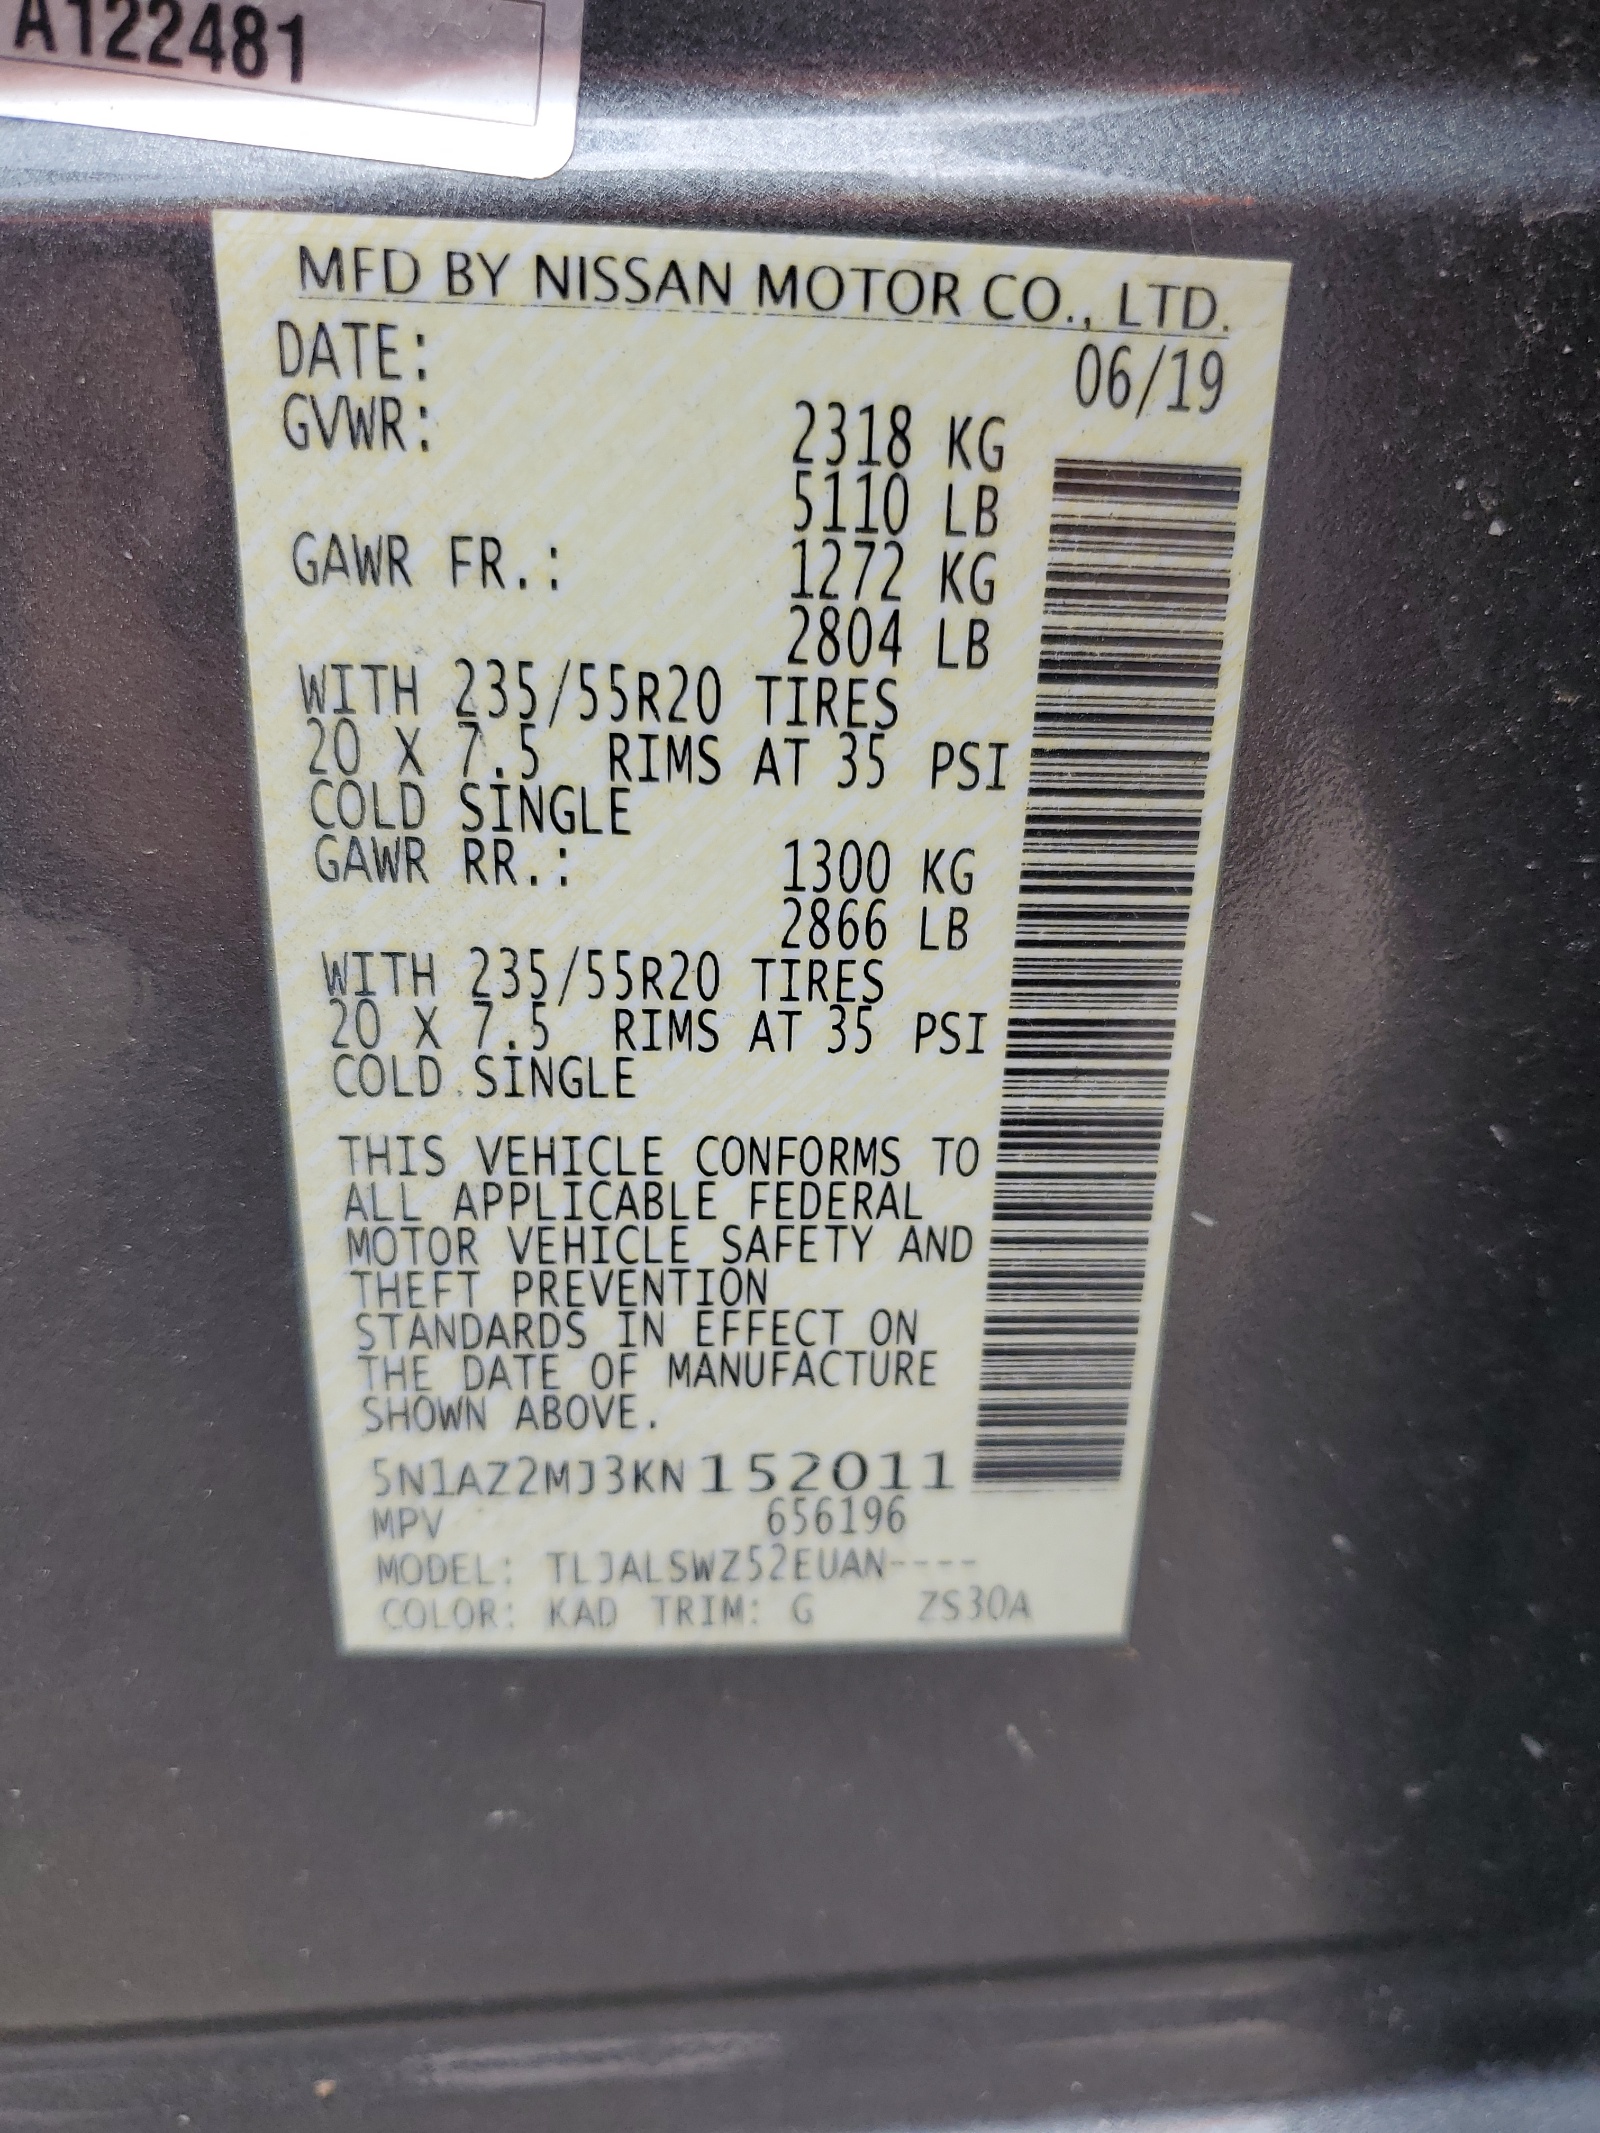 A122481
MFD BY NISSAN MOTOR CO., LTD.
DATE: 06/19
GVWR: 2318 KG
5110 LB
GAWR FR.: 1272 KG
2804 LB
WITH 235/55R20 TIRES
20 X 7.5 RIMS AT 35 PSI
COLD SINGLE
GAWR RR.: 1300 KG
2866 LB
WITH 235/55R20 TIRES
20 X 7.5 RIMS AT 35 PSI
COLD SINGLE
THIS VEHICLE CONFORMS TO
ALL APPLICABLE FEDERAL
MOTOR VEHICLE SAFETY AND
THEFT PREVENTION
STANDARDS IN EFFECT ON
THE DATE OF MANUFACTURE
SHOWN ABOVE.
5N1AZ2MJ3KN152011
MPV 656196
MODEL: TLJALSWZ52EUAN----
COLOR: KAD TRIM: G ZS30A